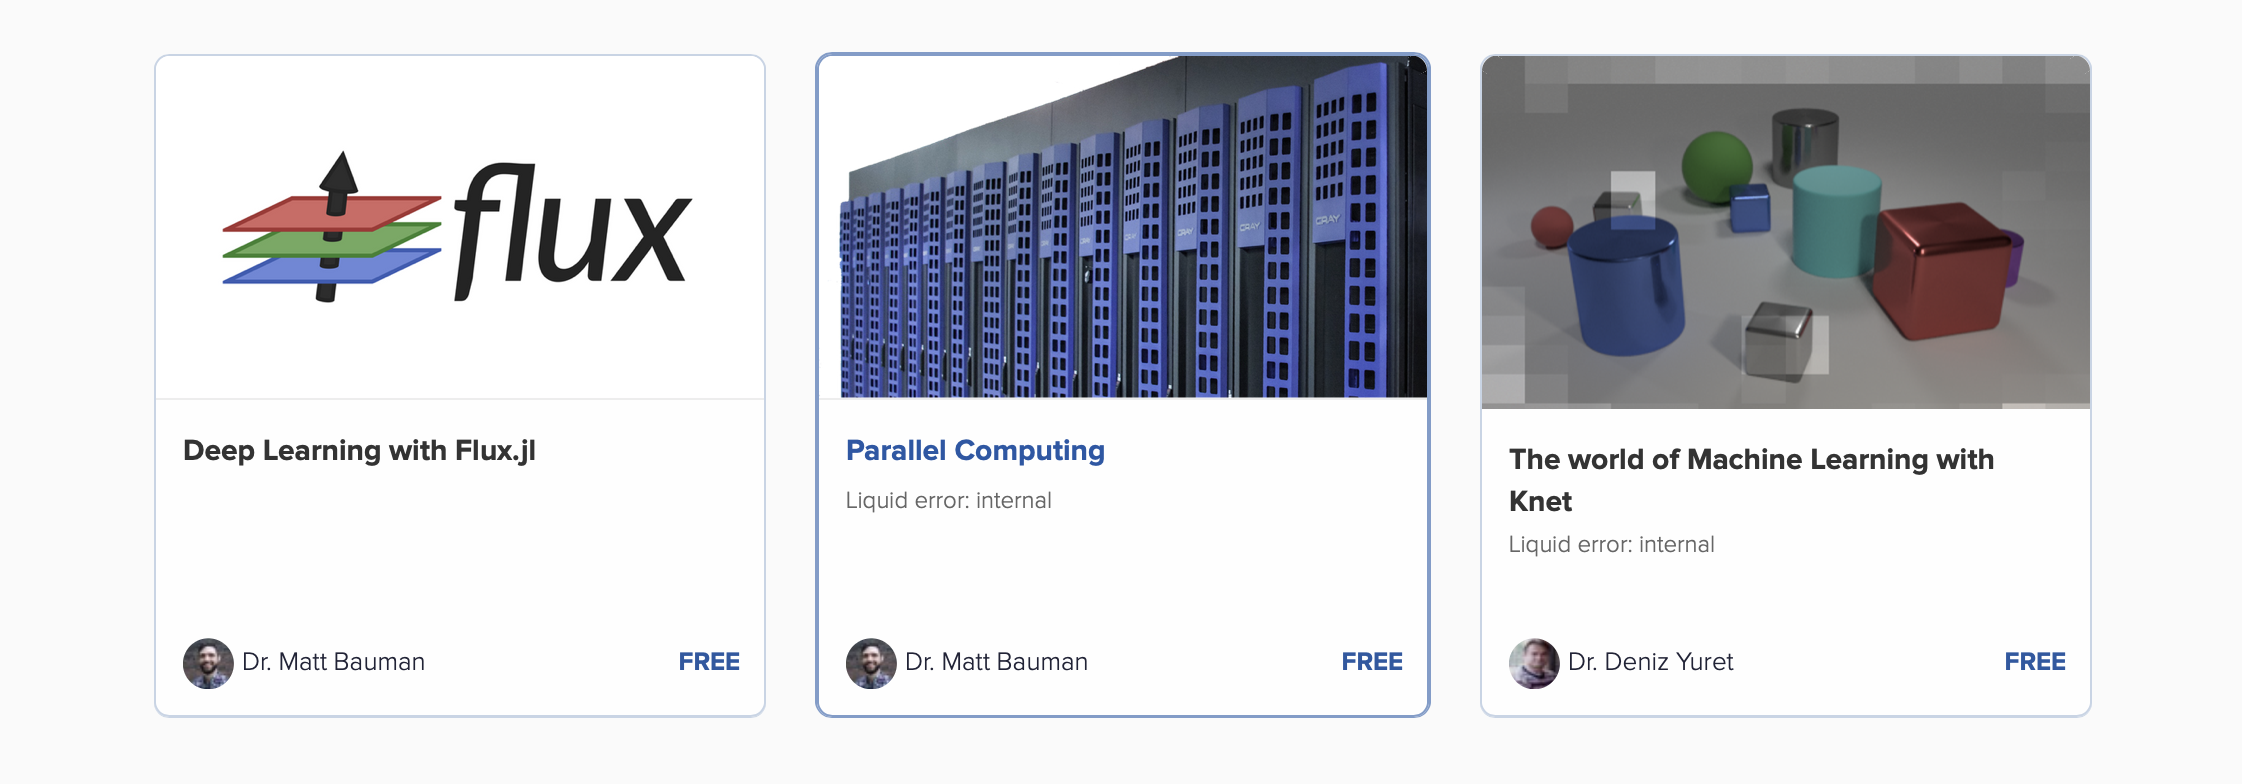 flux
Deep Learning with Flux.jl
Dr. Matt Bauman
FREE
CRAY
CRAY
CRAY
CRAY
CRAY
Parallel Computing
Liquid error: internal
Dr. Matt Bauman
FREE
The world of Machine Learning with
Knet
Liquid error: internal
Dr. Deniz Yuret
FREE